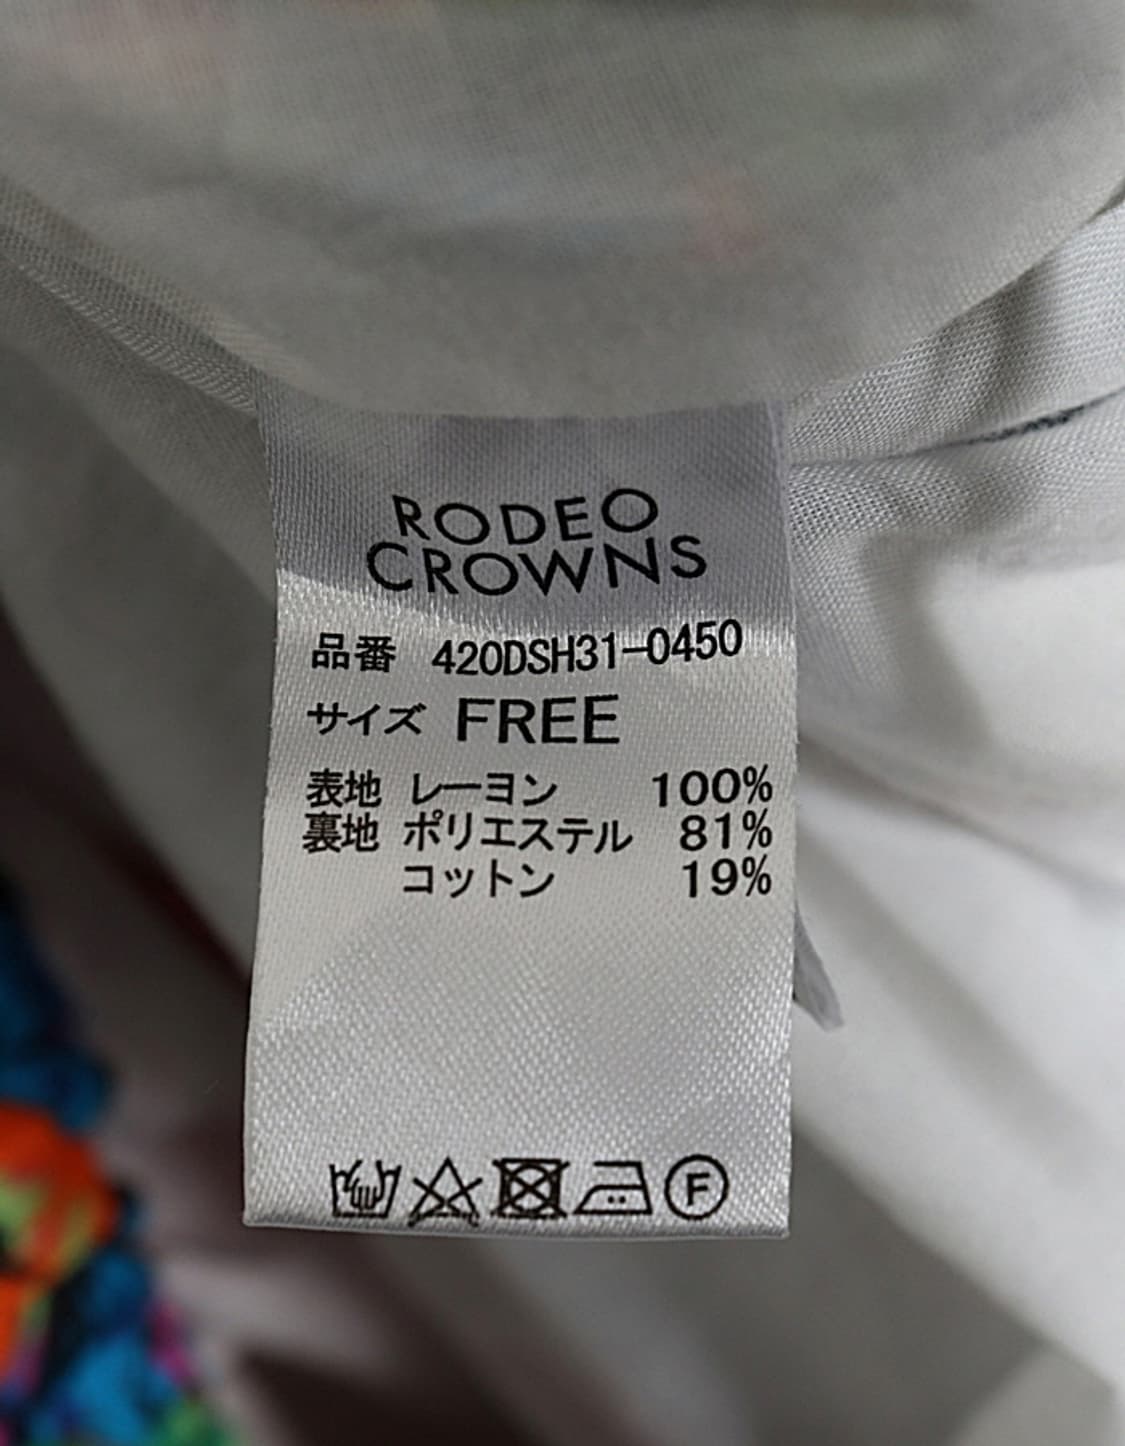 RODEO
CROWNS
品番 420DSH31-0450
サイズ FREE
表地 レーヨン 100%
裏地 ポリエステル 81%
コットン 19%
F